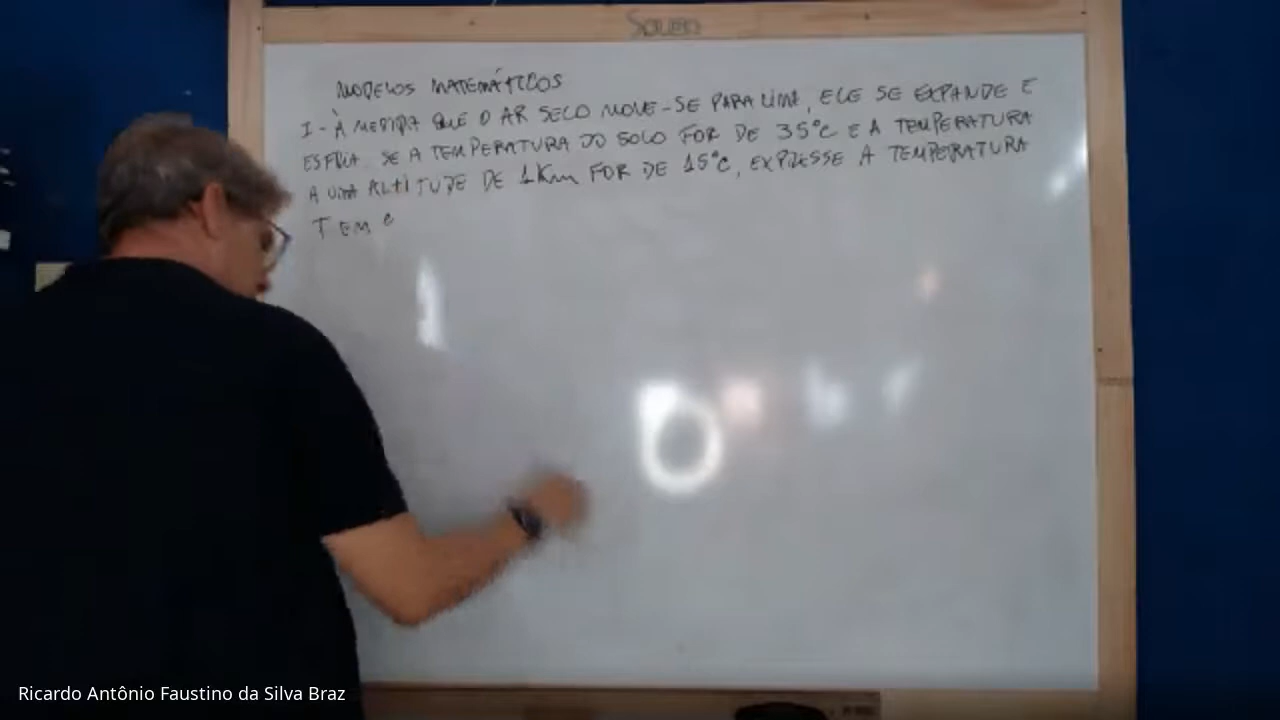 MODELOS MATEMÁTICOS
I - À MEDIDA QUE O AR SECO MOVE-SE PARA CIMA, ELE SE EXPANDE E
ESFRIA. SE A TEMPERATURA DO SOLO FOR DE 35°C E A TEMPERATURA
A UMA ALTITUDE DE 1Km FOR DE 15°C, EXPRESSE A TEMPERATURA
T EM °
Ricardo Antônio Faustino da Silva Braz